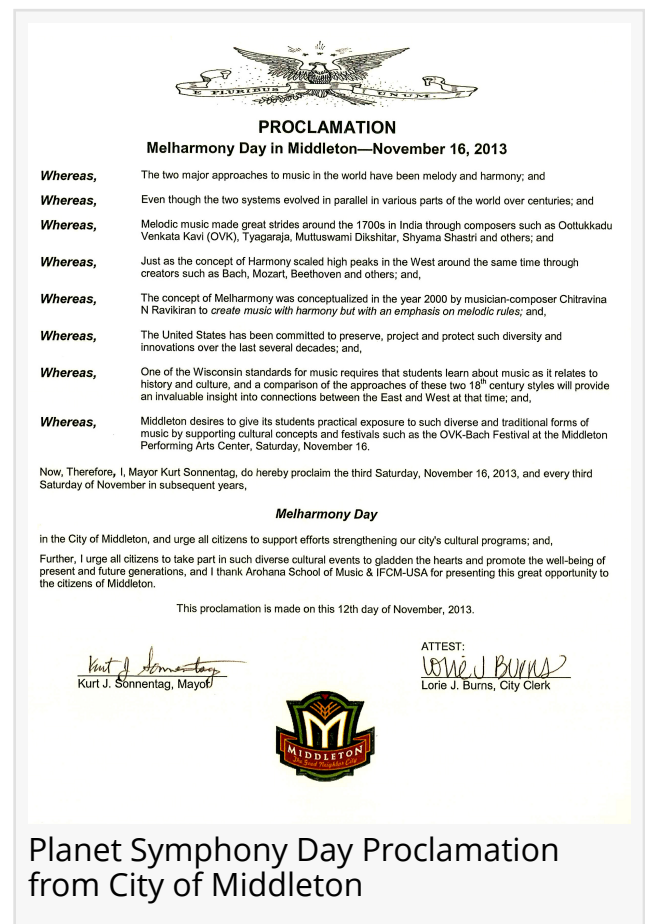 E PLURIBUS UNUM.
PROCLAMATION
Melharmony Day in Middleton—November 16, 2013
Whereas, The two major approaches to music in the world have been melody and harmony; and
Whereas, Even though the two systems evolved in parallel in various parts of the world over centuries; and
Whereas, Melodic music made great strides around the 1700s in India through composers such as Oottukkadu
Venkata Kavi (OVK), Tyagaraja, Muttuswami Dikshitar, Shyama Shastri and others; and
Whereas, Just as the concept of Harmony scaled high peaks in the West around the same time through
creators such as Bach, Mozart, Beethoven and others; and,
Whereas, The concept of Melharmony was conceptualized in the year 2000 by musician-composer Chitravina
N Ravikiran to create music with harmony but with an emphasis on melodic rules; and,
Whereas, The United States has been committed to preserve, project and protect such diversity and
innovations over the last several decades; and,
Whereas, One of the Wisconsin standards for music requires that students learn about music as it relates to
history and culture, and a comparison of the approaches of these two 18th century styles will provide
an invaluable insight into connections between the East and West at that time; and,
Whereas, Middleton desires to give its students practical exposure to such diverse and traditional forms of
music by supporting cultural concepts and festivals such as the OVK-Bach Festival at the Middleton
Performing Arts Center, Saturday, November 16.
Now, Therefore, I, Mayor Kurt Sonnentag, do hereby proclaim the third Saturday, November 16, 2013, and every third
Saturday of November in subsequent years,
Melharmony Day
in the City of Middleton, and urge all citizens to support efforts strengthening our city's cultural programs; and,
Further, I urge all citizens to take part in such diverse cultural events to gladden the hearts and promote the well-being of
present and future generations, and I thank Arohana School of Music & IFCM-USA for presenting this great opportunity to
the citizens of Middleton.
This proclamation is made on this 12th day of November, 2013.
Kurt J Sonnentag
Kurt J. Sonnentag, Mayor
ATTEST:
Lorie J Burns
Lorie J. Burns, City Clerk
M
MIDDLETON
The Good Neighbor City
Planet Symphony Day Proclamation
from City of Middleton